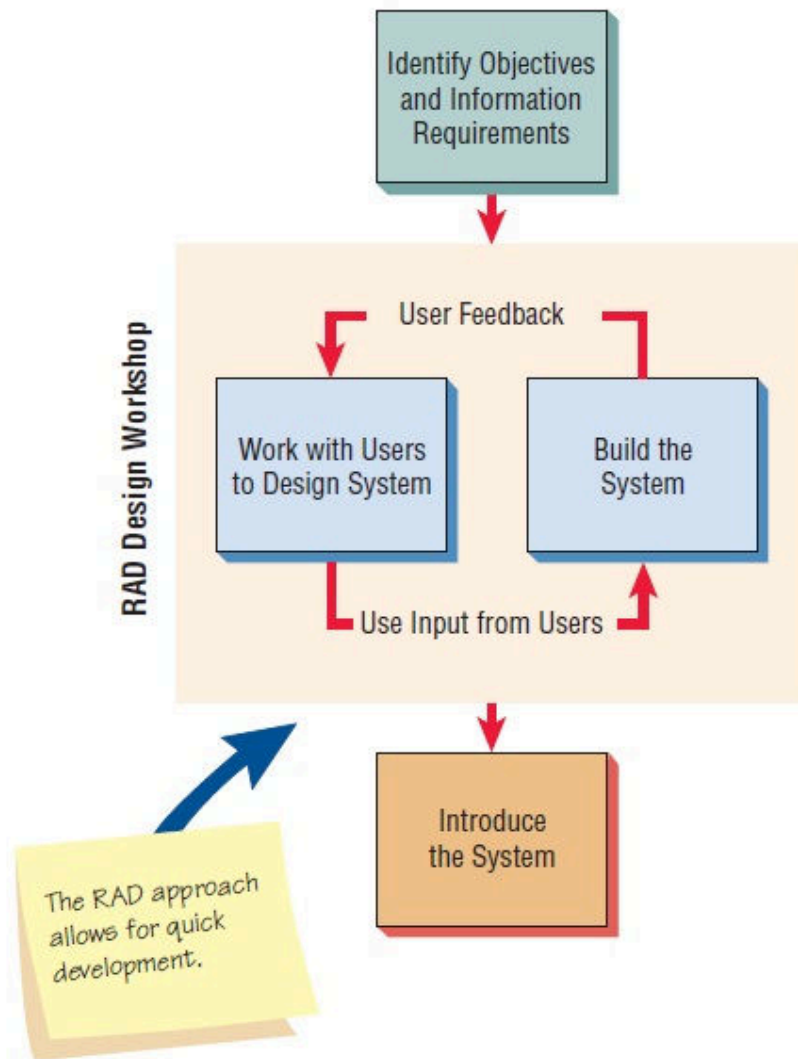 Identify Objectives
and Information
Requirements
RAD Design Workshop
User Feedback
Work with Users
to Design System
Build the
System
Use Input from Users
Introduce
the System
The RAD approach
allows for quick
development.